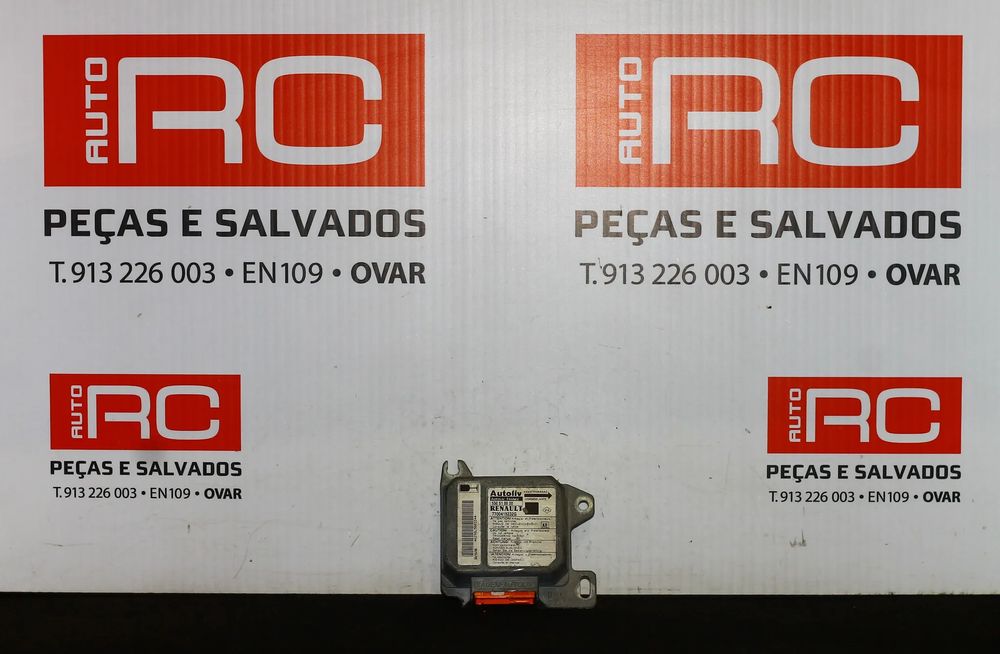 AUTO RC
PEÇAS E SALVADOS
T. 913 226 003 • EN109 • OVAR
AUTO RC
PEÇAS E SALVADOS
T. 913 226 003 • EN109 • OVAR
AUTO RC
PEÇAS E SALVADOS
T. 913 226 003 • EN109 • OVAR
AUTO RC
PEÇAS E SALVADOS
T. 913 226 003 • EN109 • OVAR
Autoliv
RENAULT